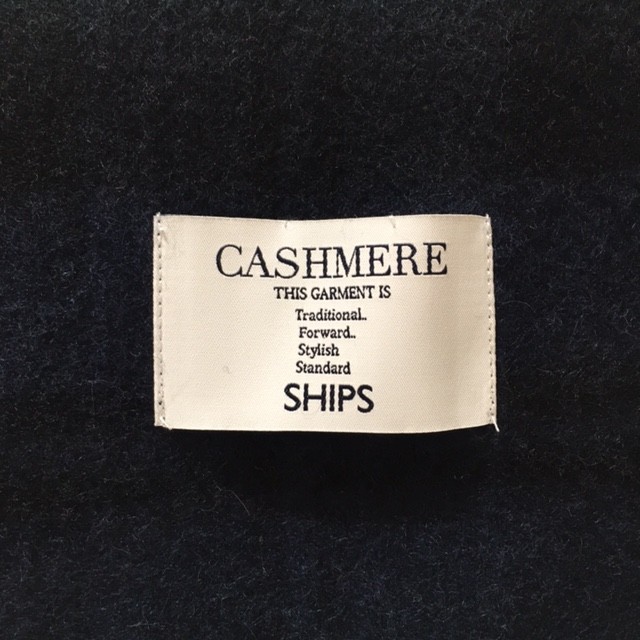 CASHMERE
THIS GARMENT IS
Traditional..
Forward..
Stylish
Standard
SHIPS